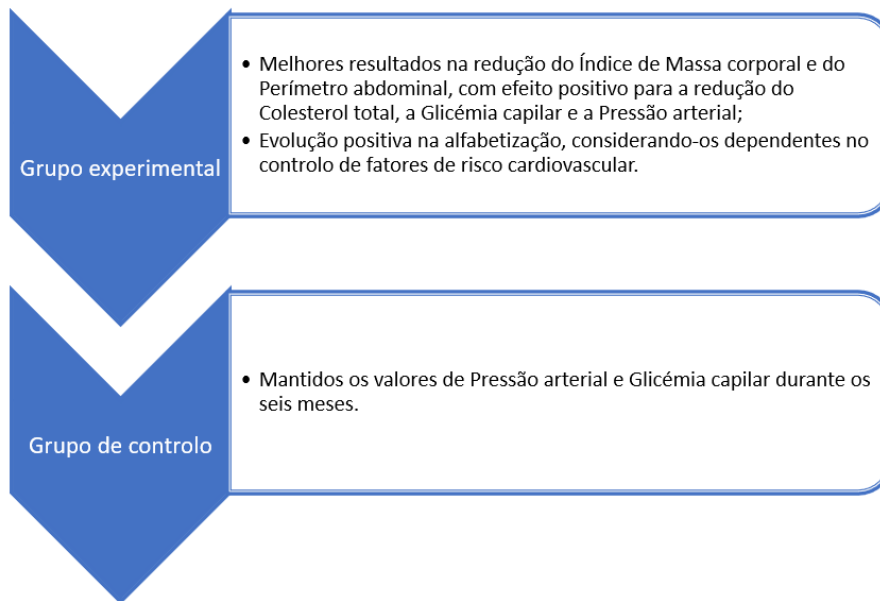 Grupo experimental
• Melhores resultados na redução do Índice de Massa corporal e do
Perímetro abdominal, com efeito positivo para a redução do
Colesterol total, a Glicémia capilar e a Pressão arterial;
• Evolução positiva na alfabetização, considerando-os dependentes no
controlo de fatores de risco cardiovascular.
Grupo de controlo
• Mantidos os valores de Pressão arterial e Glicémia capilar durante os
seis meses.